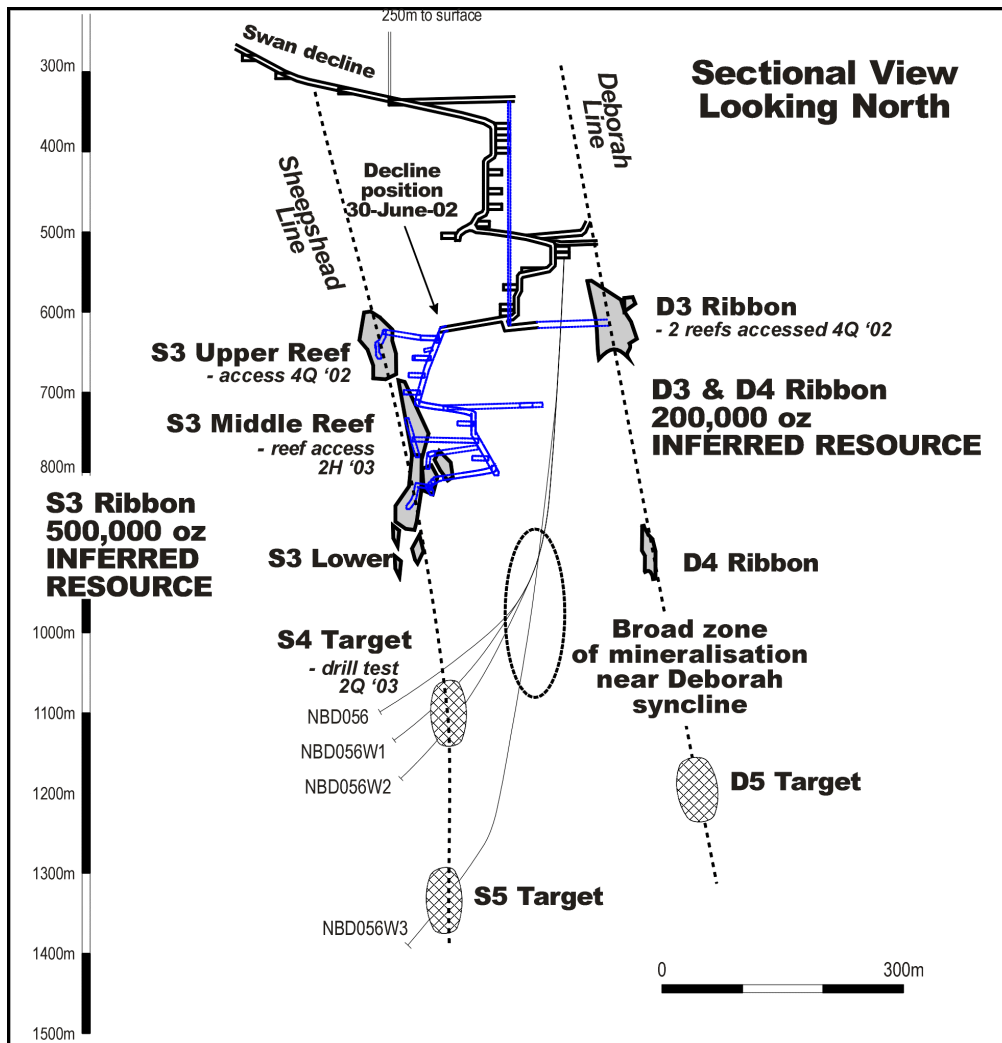 250m to surface
Swan decline
Sectional View
Looking North
300m
Deborah
Line
400m
Sheepshead
Line
Decline
position
30-June-02
500m
600m
D3 Ribbon
- 2 reefs accessed 4Q ‘02
S3 Upper Reef
- access 4Q ‘02
700m
D3 & D4 Ribbon
200,000 oz
INFERRED RESOURCE
S3 Middle Reef
- reef access
2H ‘03
800m
S3 Ribbon
500,000 oz
INFERRED
RESOURCE
S3 Lower
D4 Ribbon
1000m
S4 Target
- drill test
2Q ‘03
Broad zone
of mineralisation
near Deborah
syncline
1100m
NBD056
NBD056W1
NBD056W2
1200m
D5 Target
1300m
S5 Target
NBD056W3
1400m
0
300m
1500m